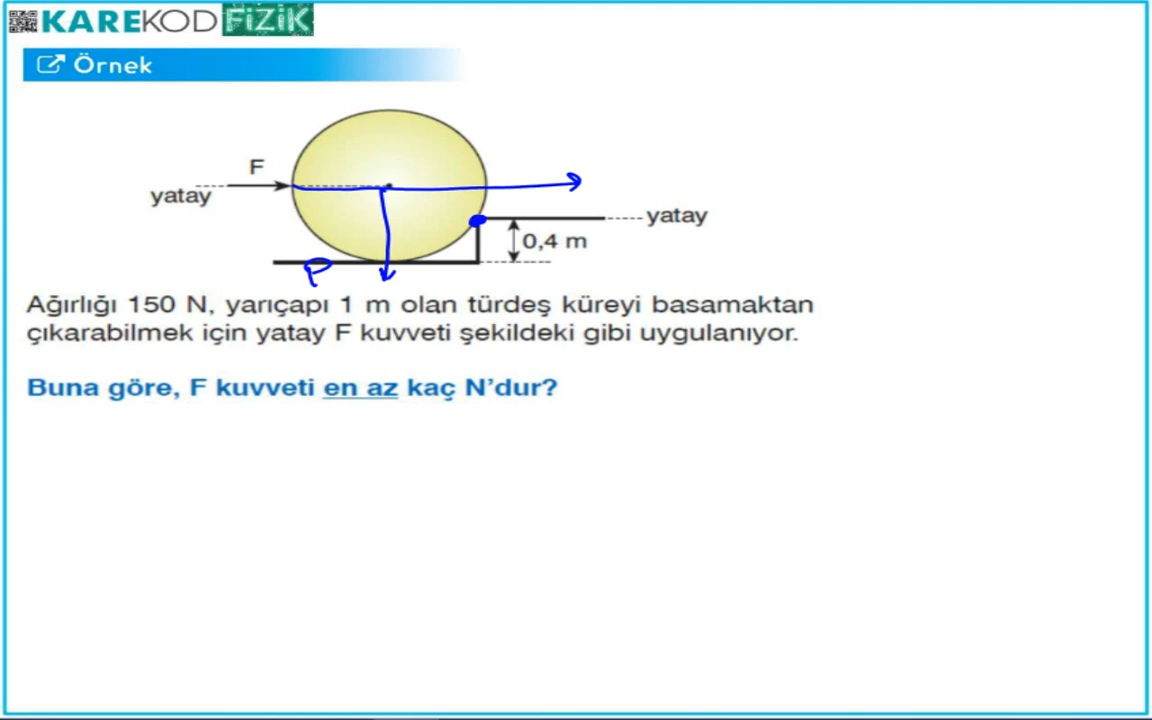 KAREKOD FİZİK
Örnek
F
yatay
yatay
0,4 m
P
Ağırlığı 150 N, yarıçapı 1 m olan türdeş küreyi basamaktan
çıkarabilmek için yatay F kuvveti şekildeki gibi uygulanıyor.
Buna göre, F kuvveti en az kaç N'dur?